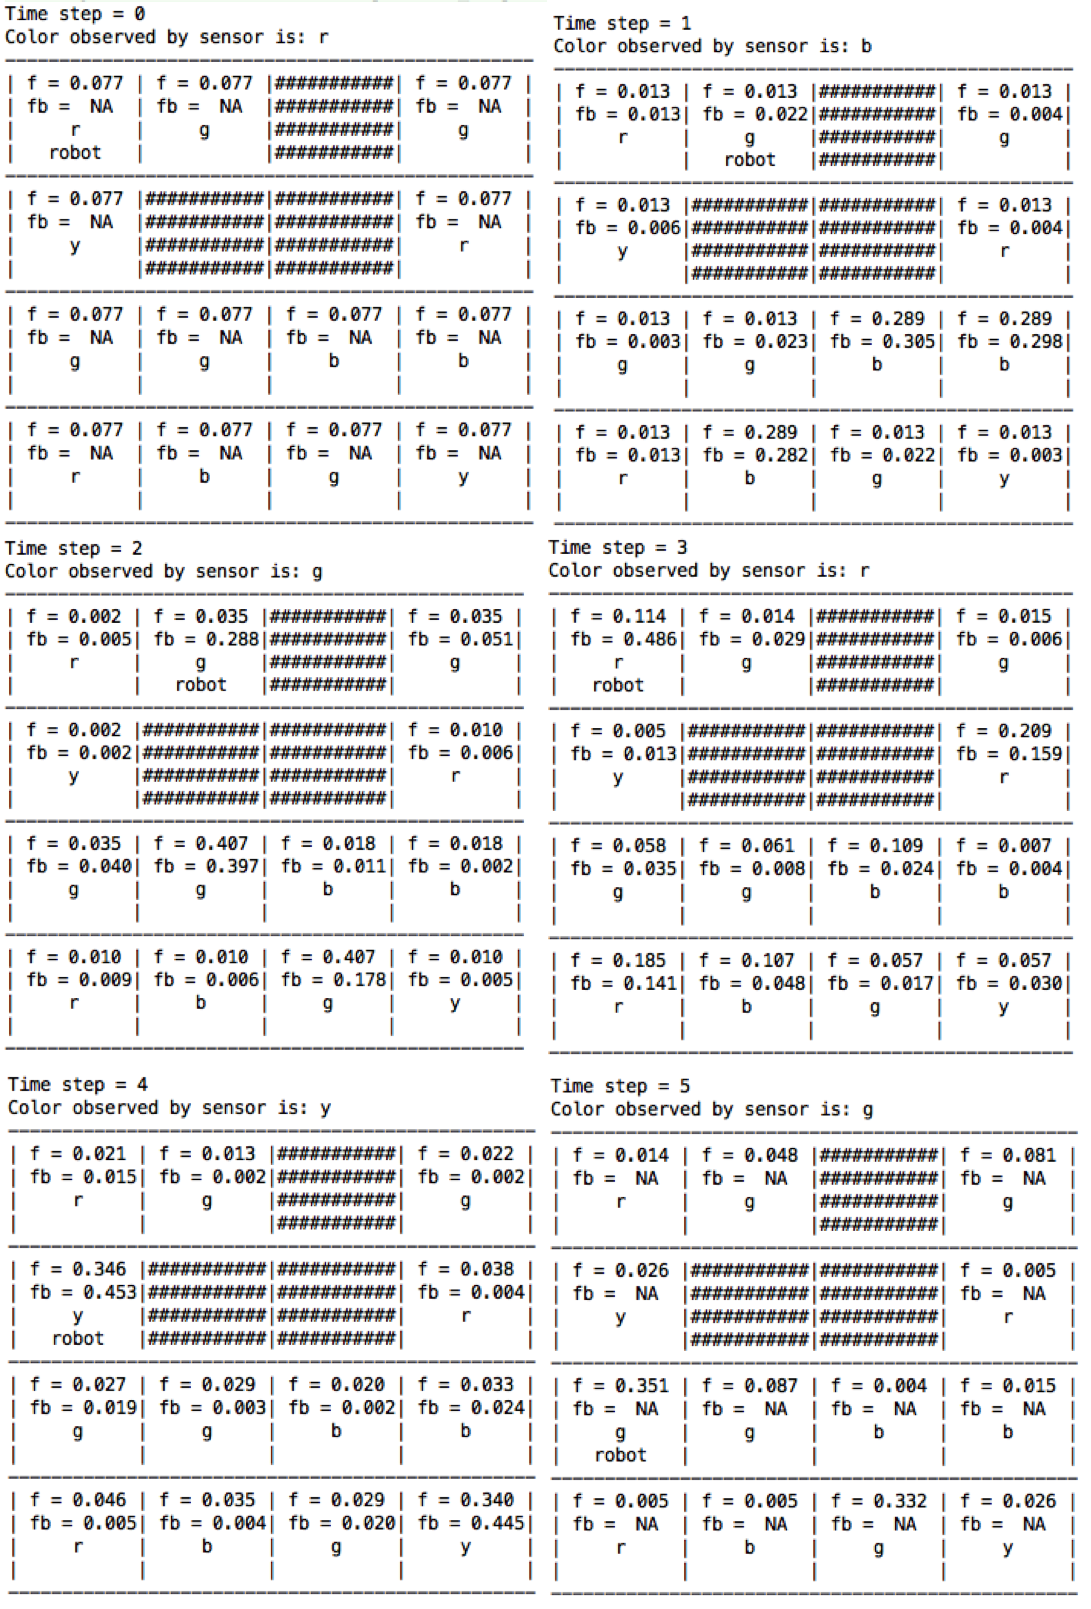 Time step = 0
Color observed by sensor is: r
| f = 0.077 | f = 0.077 |###########| f = 0.077 |
| fb =  NA  | fb =  NA  |###########| fb =  NA  |
|     r     |     g     |###########|     g     |
|   robot   |           |###########|           |
| f = 0.077 |###########|###########| f = 0.077 |
| fb =  NA  |###########|###########| fb =  NA  |
|     y     |###########|###########|     r     |
|           |###########|###########|           |
| f = 0.077 | f = 0.077 | f = 0.077 | f = 0.077 |
| fb =  NA  | fb =  NA  | fb =  NA  | fb =  NA  |
|     g     |     g     |     b     |     b     |
| f = 0.077 | f = 0.077 | f = 0.077 | f = 0.077 |
| fb =  NA  | fb =  NA  | fb =  NA  | fb =  NA  |
|     r     |     b     |     g     |     y     |
Time step = 1
Color observed by sensor is: b
| f = 0.013 | f = 0.013 |###########| f = 0.013 |
| fb = 0.013| fb = 0.022|###########| fb = 0.004|
|     r     |     g     |###########|     g     |
|           |   robot   |###########|           |
| f = 0.013 |###########|###########| f = 0.013 |
| fb = 0.006|###########|###########| fb = 0.004|
|     y     |###########|###########|     r     |
|           |###########|###########|           |
| f = 0.013 | f = 0.013 | f = 0.289 | f = 0.289 |
| fb = 0.003| fb = 0.023| fb = 0.305| fb = 0.298|
|     g     |     g     |     b     |     b     |
| f = 0.013 | f = 0.289 | f = 0.013 | f = 0.013 |
| fb = 0.013| fb = 0.282| fb = 0.022| fb = 0.003|
|     r     |     b     |     g     |     y     |
Time step = 2
Color observed by sensor is: g
| f = 0.002 | f = 0.035 |###########| f = 0.035 |
| fb = 0.005| fb = 0.288|###########| fb = 0.051|
|     r     |     g     |###########|     g     |
|           |   robot   |###########|           |
| f = 0.002 |###########|###########| f = 0.010 |
| fb = 0.002|###########|###########| fb = 0.006|
|     y     |###########|###########|     r     |
|           |###########|###########|           |
| f = 0.035 | f = 0.407 | f = 0.018 | f = 0.018 |
| fb = 0.040| fb = 0.397| fb = 0.011| fb = 0.002|
|     g     |     g     |     b     |     b     |
| f = 0.010 | f = 0.010 | f = 0.407 | f = 0.010 |
| fb = 0.009| fb = 0.006| fb = 0.178| fb = 0.005|
|     r     |     b     |     g     |     y     |
Time step = 3
Color observed by sensor is: r
| f = 0.114 | f = 0.014 |###########| f = 0.015 |
| fb = 0.486| fb = 0.029|###########| fb = 0.006|
|     r     |     g     |###########|     g     |
|   robot   |           |###########|           |
| f = 0.005 |###########|###########| f = 0.209 |
| fb = 0.013|###########|###########| fb = 0.159|
|     y     |###########|###########|     r     |
|           |###########|###########|           |
| f = 0.058 | f = 0.061 | f = 0.109 | f = 0.007 |
| fb = 0.035| fb = 0.008| fb = 0.024| fb = 0.004|
|     g     |     g     |     b     |     b     |
| f = 0.185 | f = 0.107 | f = 0.057 | f = 0.057 |
| fb = 0.141| fb = 0.048| fb = 0.017| fb = 0.030|
|     r     |     b     |     g     |     y     |
Time step = 4
Color observed by sensor is: y
| f = 0.021 | f = 0.013 |###########| f = 0.022 |
| fb = 0.015| fb = 0.002|###########| fb = 0.002|
|     r     |     g     |###########|     g     |
|           |           |###########|           |
| f = 0.346 |###########|###########| f = 0.038 |
| fb = 0.453|###########|###########| fb = 0.004|
|     y     |###########|###########|     r     |
|   robot   |###########|###########|           |
| f = 0.027 | f = 0.029 | f = 0.020 | f = 0.033 |
| fb = 0.019| fb = 0.003| fb = 0.002| fb = 0.024|
|     g     |     g     |     b     |     b     |
| f = 0.046 | f = 0.035 | f = 0.029 | f = 0.340 |
| fb = 0.005| fb = 0.004| fb = 0.020| fb = 0.445|
|     r     |     b     |     g     |     y     |
Time step = 5
Color observed by sensor is: g
| f = 0.014 | f = 0.048 |###########| f = 0.081 |
| fb =  NA  | fb =  NA  |###########| fb =  NA  |
|     r     |     g     |###########|     g     |
|           |           |###########|           |
| f = 0.026 |###########|###########| f = 0.005 |
| fb =  NA  |###########|###########| fb =  NA  |
|     y     |###########|###########|     r     |
|           |###########|###########|           |
| f = 0.351 | f = 0.087 | f = 0.004 | f = 0.015 |
| fb =  NA  | fb =  NA  | fb =  NA  | fb =  NA  |
|     g     |     g     |     b     |     b     |
|   robot   |           |           |           |
| f = 0.005 | f = 0.005 | f = 0.332 | f = 0.026 |
| fb =  NA  | fb =  NA  | fb =  NA  | fb =  NA  |
|     r     |     b     |     g     |     y     |